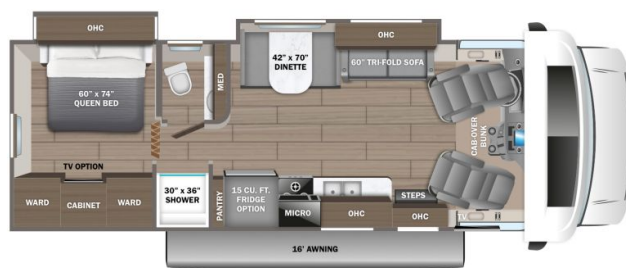 OHC
42" x 70"
DINETTE
OHC
60" TRI-FOLD SOFA
MED
60" x 74"
QUEEN BED
CAB-OVER
BUNK
TV OPTION
WARD
CABINET
WARD
30" x 36"
SHOWER
PANTRY
15 CU. FT.
FRIDGE
OPTION
MICRO
OHC
STEPS
OHC
TV
16' AWNING